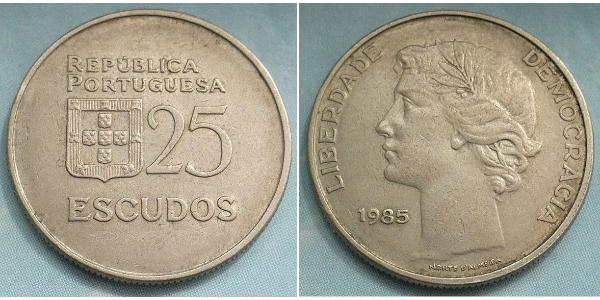 REPÚBLICA
PORTUGUESA
25
ESCUDOS
LIBERDADE
DEMOCRACIA
1985